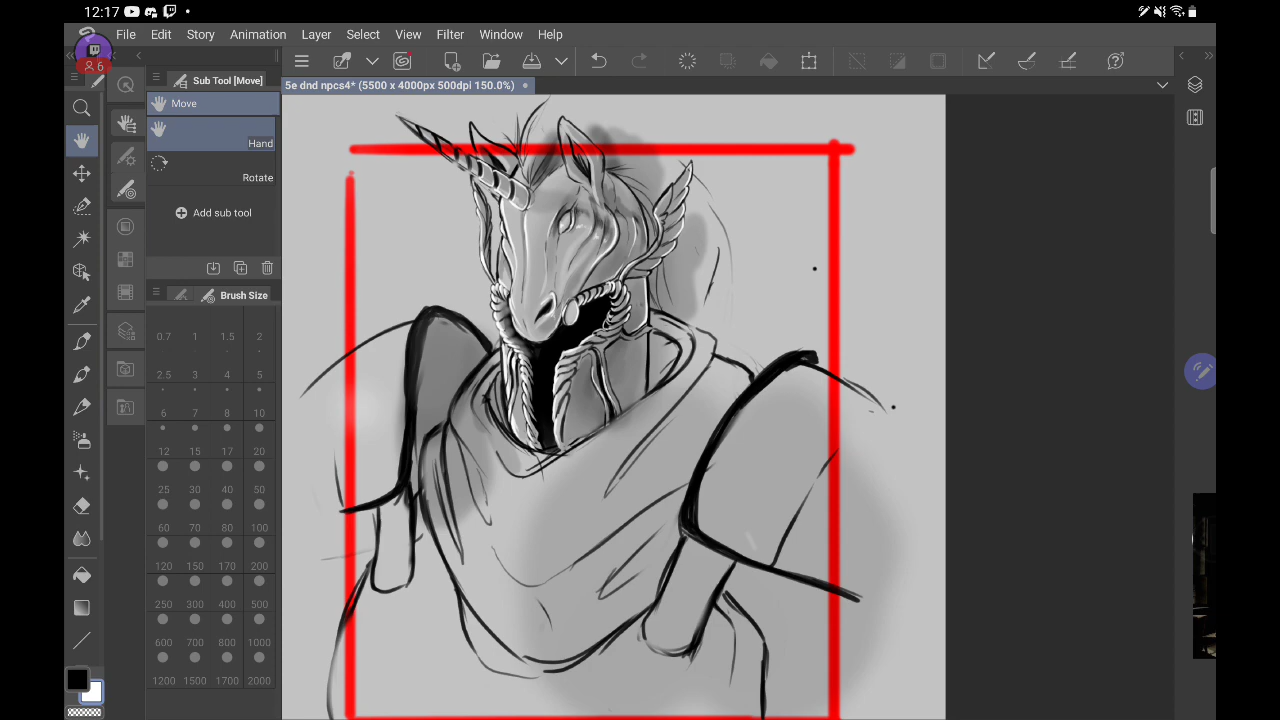 12:17
File Edit Story Animation Layer Select View Filter Window Help
6
Sub Tool [Move]
5e dnd npcs4* (5500 x 4000px 500dpi 150.0%)
Move
Hand
Rotate
Add sub tool
Brush Size
0.7 1 1.5 2
2.5 3 4 5
6 7 8 10
12 15 17 20
25 30 40 50
60 70 80 100
120 150 170 200
250 300 400 500
600 700 800 1000
1200 1500 1700 2000